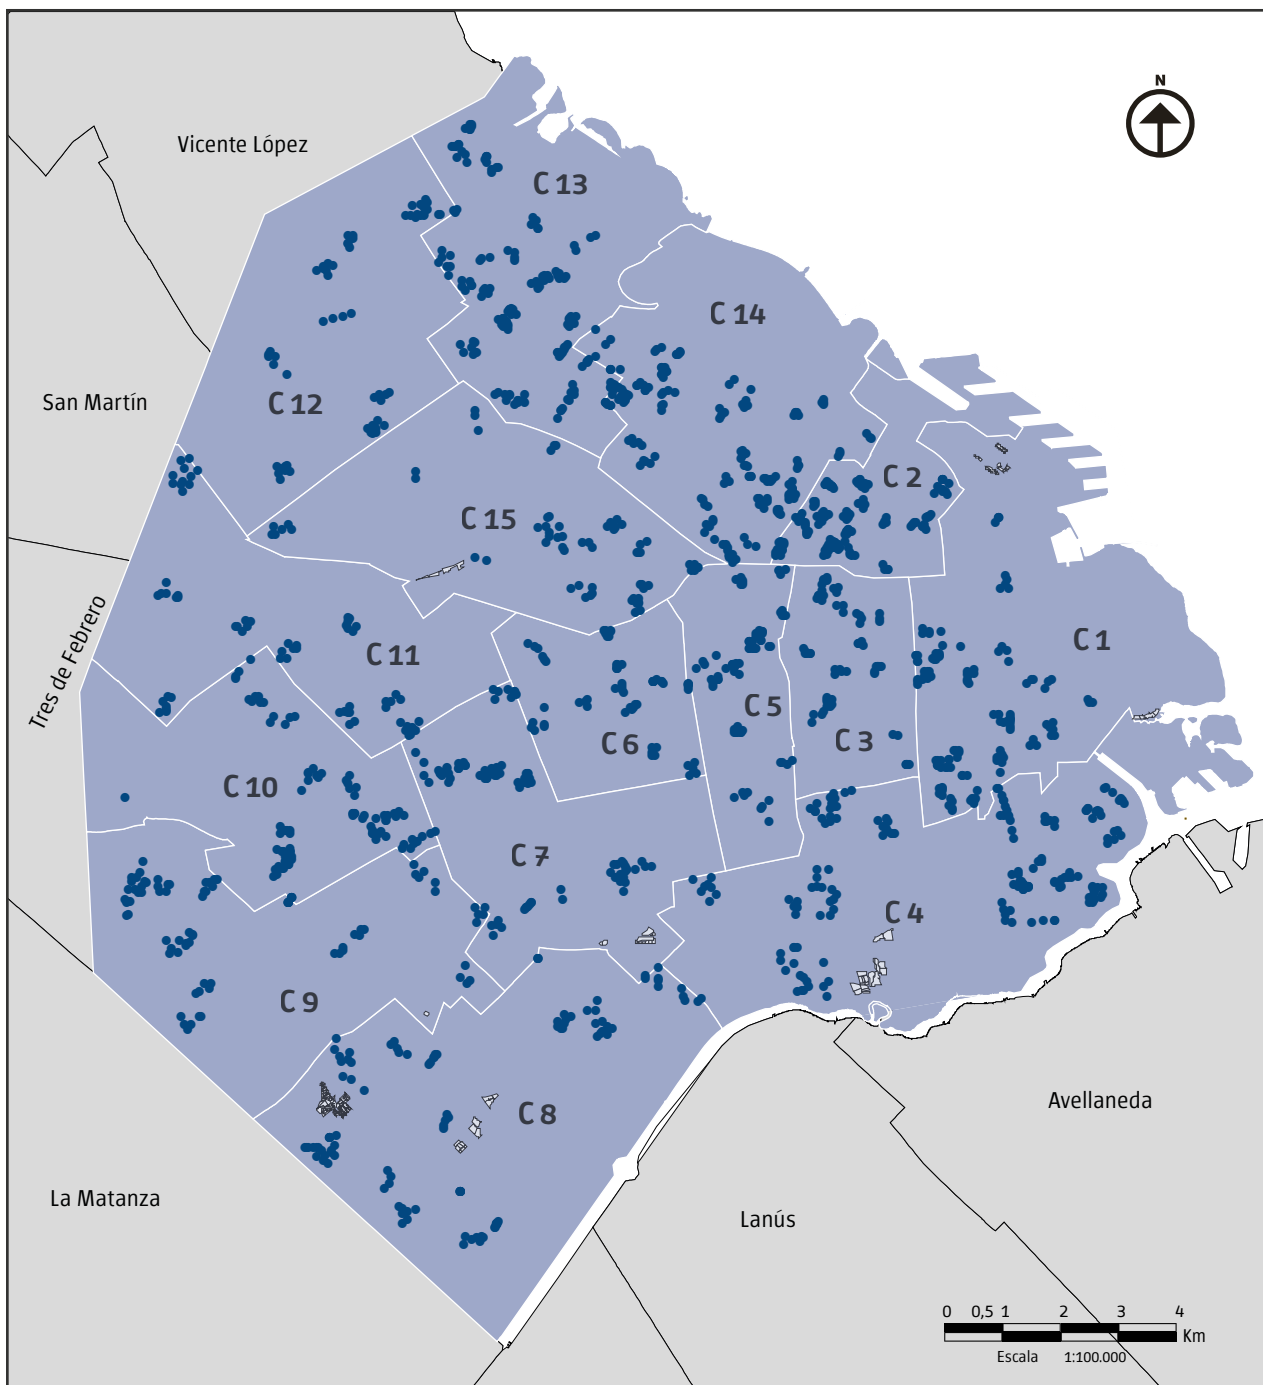 N
Vicente López
C 13
C 14
San Martín
C 12
C 2
C 15
Tres de Febrero
C 11
C 1
C 5
C 6
C 3
C 10
C 7
C 4
C 9
C 8
Avellaneda
La Matanza
Lanús
0 0,5 1 2 3 4
Km
Escala 1:100.000